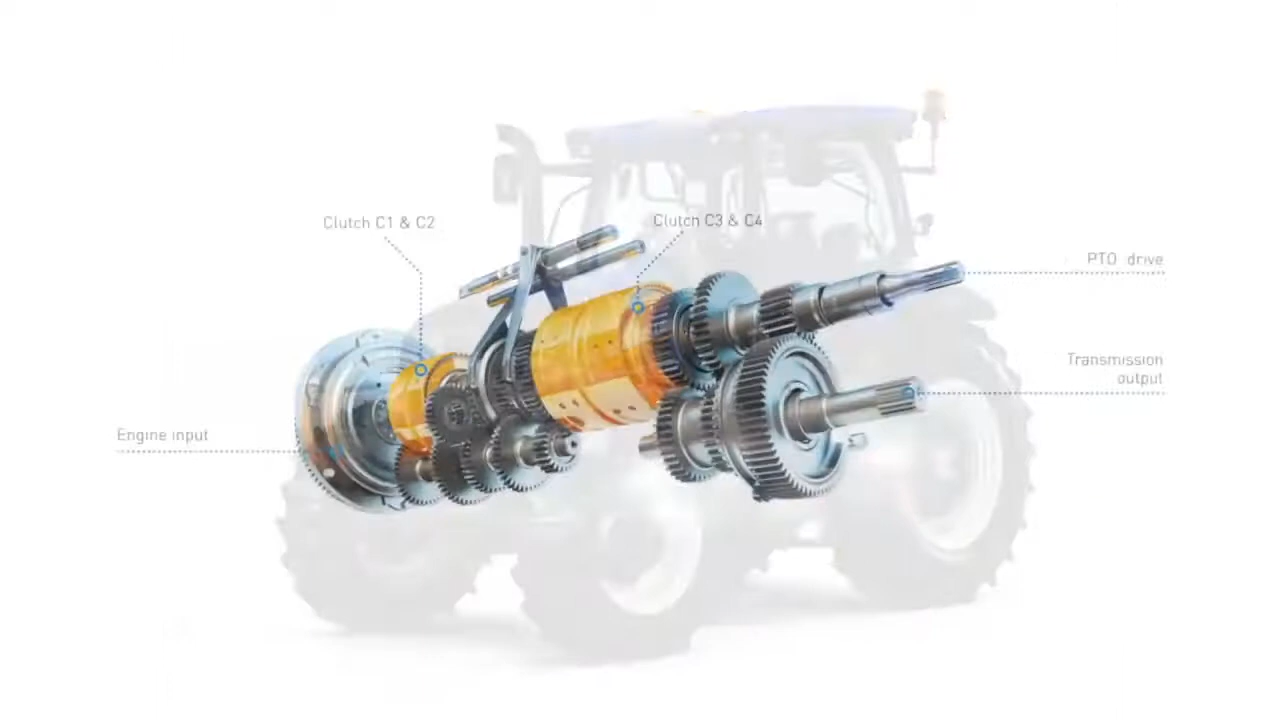 Clutch C1 & C2
Clutch C3 & C4
PTO drive
Transmission
output
Engine input